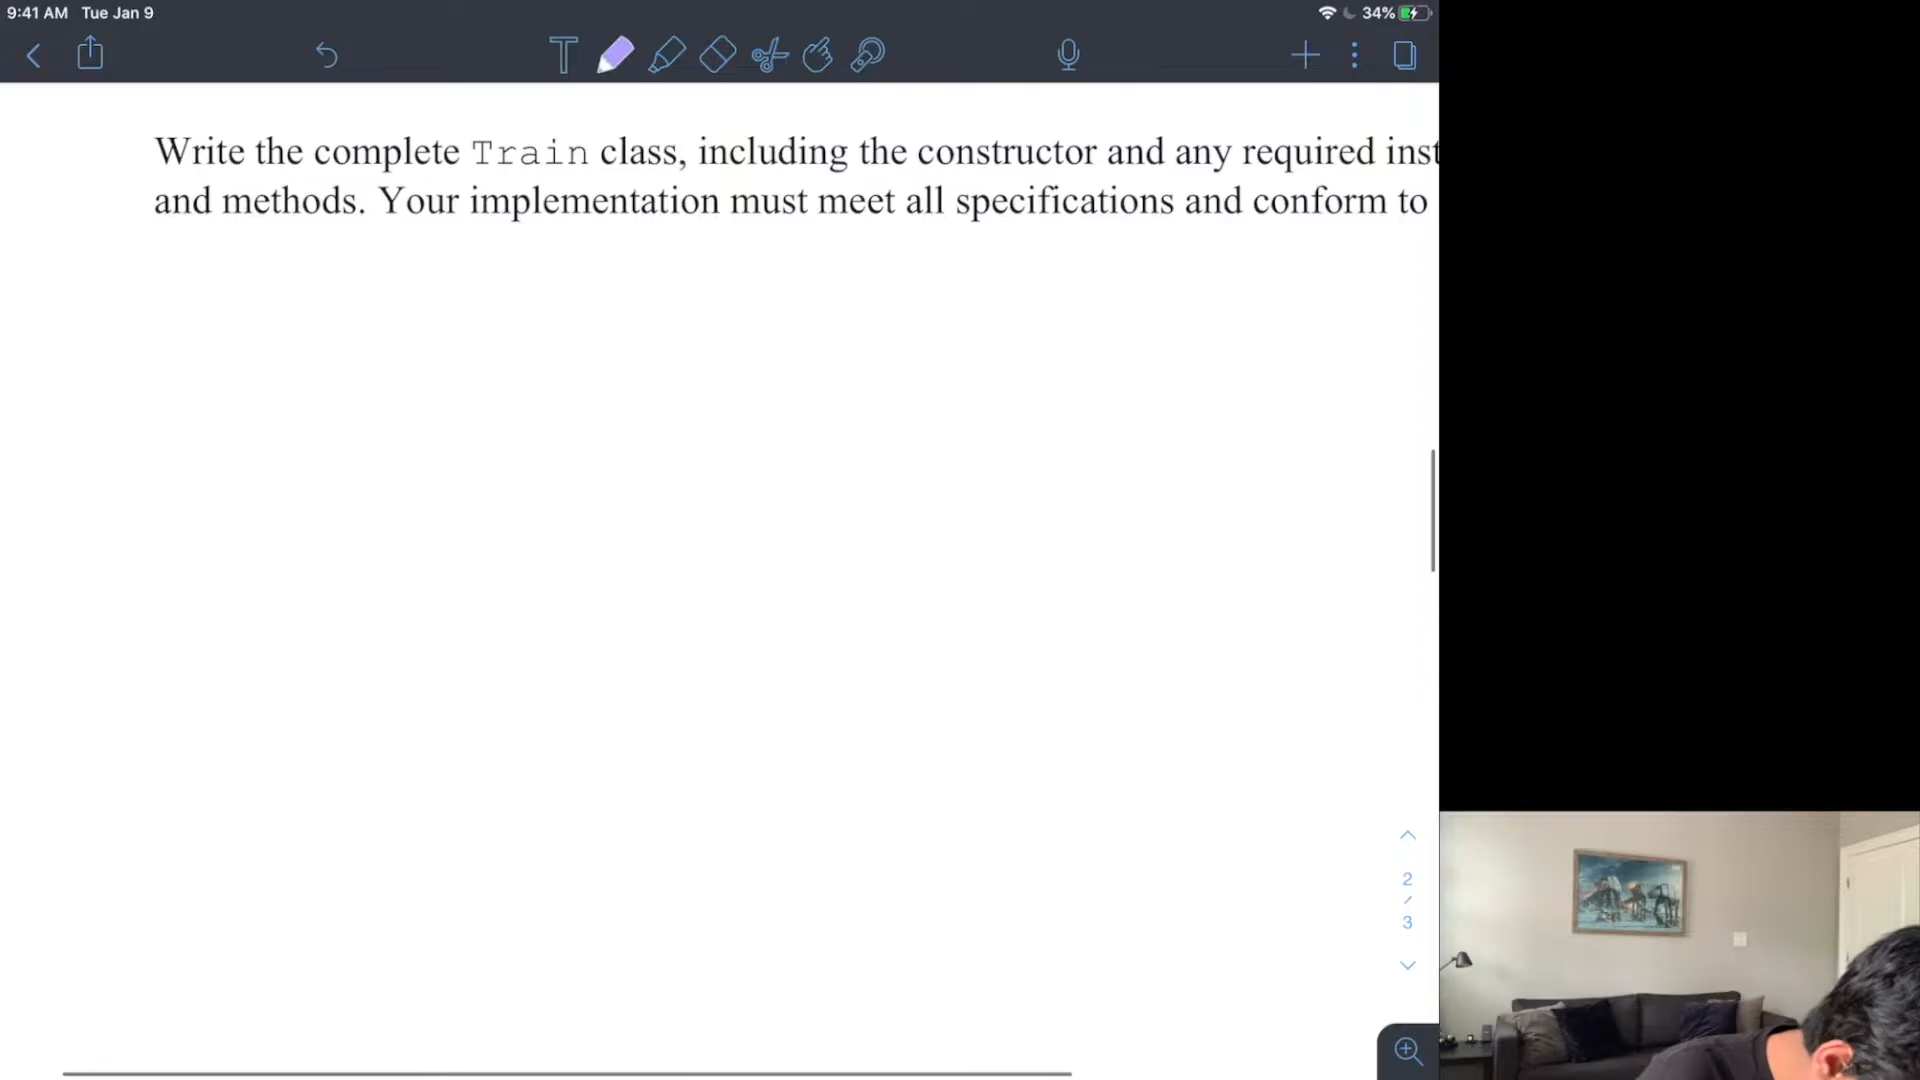 9:41 AM Tue Jan 9
34%
Write the complete Train class, including the constructor and any required inst
and methods. Your implementation must meet all specifications and conform to
2
/
3